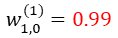 w_{1,0}^{(1)} = 0.99